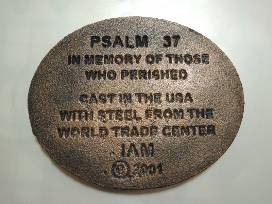 PSALM 37
IN MEMORY OF THOSE
WHO PERISHED
CAST IN THE USA
WITH STEEL FROM THE
WORLD TRADE CENTER
IAM
© 2001